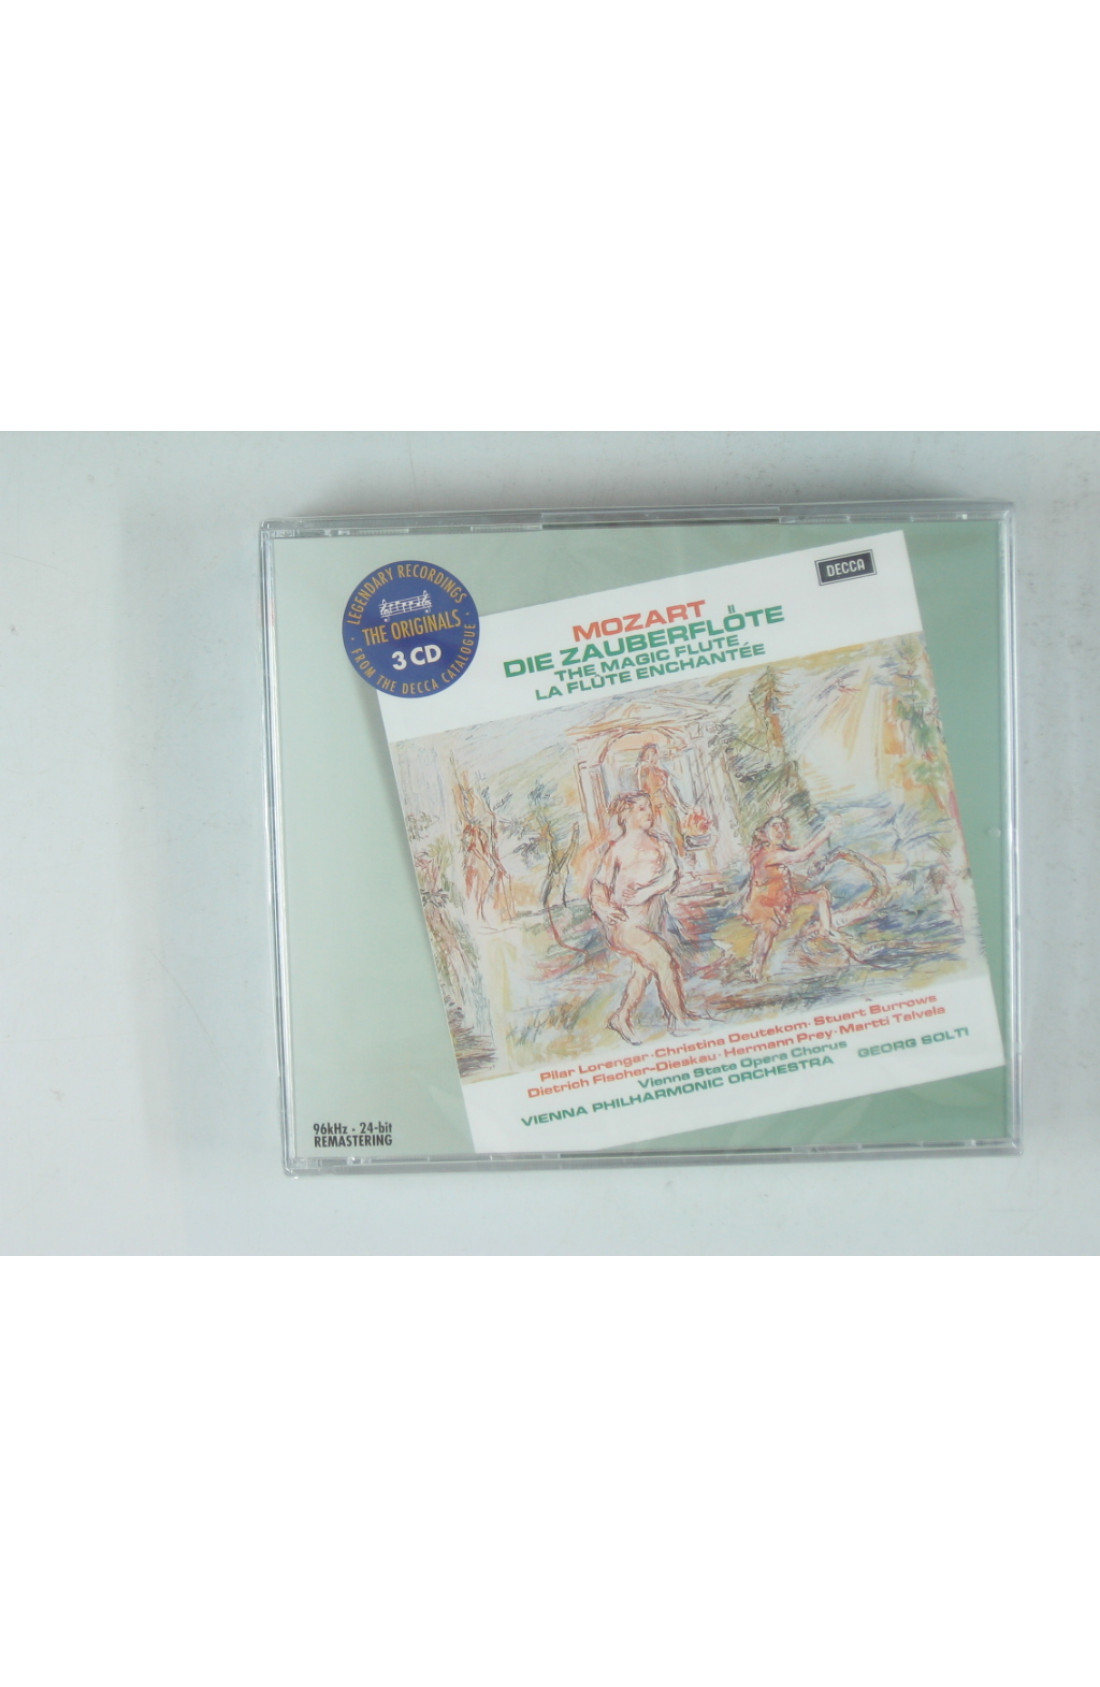 LEGENDARY RECORDINGS
THE ORIGINALS
3 CD
FROM THE DECCA CATALOGUE
DECCA
MOZART
DIE ZAUBERFLÖTE
THE MAGIC FLUTE
LA FLÛTE ENCHANTÉE
Pilar Lorengar · Christina Deutekom · Stuart Burrows
Dietrich Fischer-Dieskau · Hermann Prey · Martti Talvela
Vienna State Opera Chorus
VIENNA PHILHARMONIC ORCHESTRA GEORG SOLTI
96kHz · 24-bit
REMASTERING